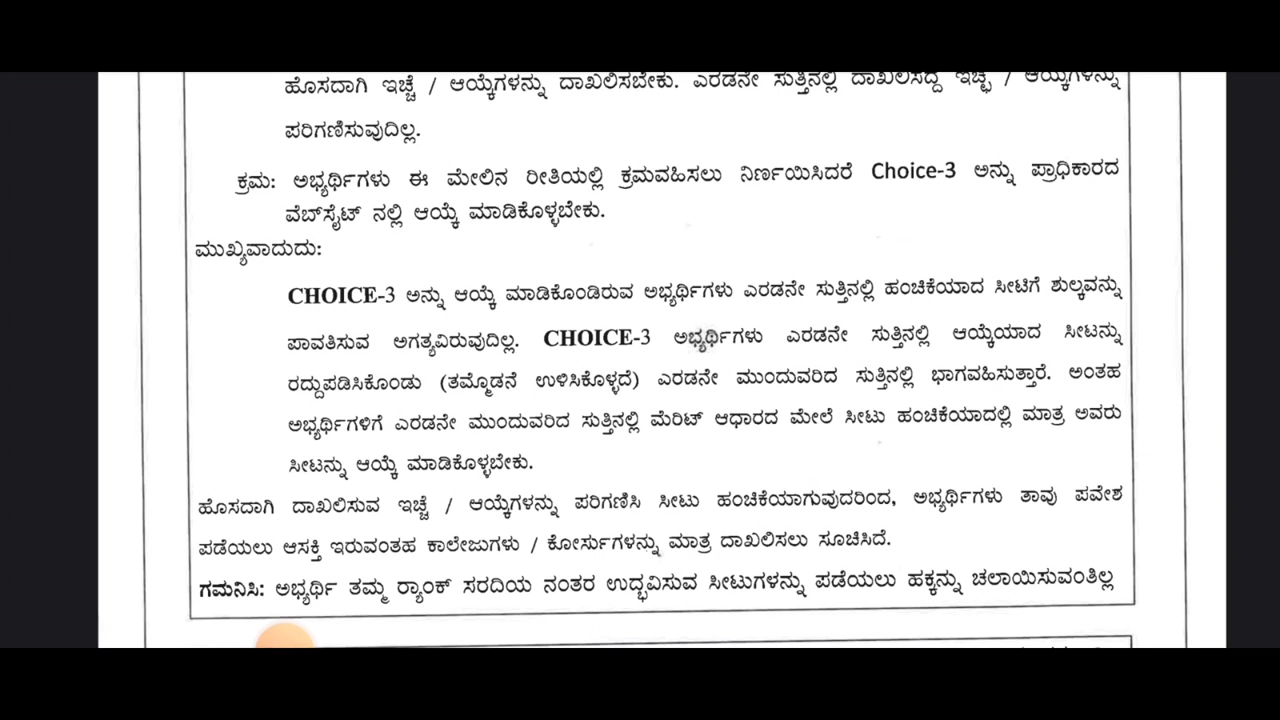 ಹೊಸದಾಗಿ ಇಚ್ಛೆ / ಆಯ್ಕೆಗಳನ್ನು ದಾಖಲಿಸಬೇಕು. ಎರಡನೇ ಸುತ್ತಿನಲ್ಲಿ ದಾಖಲಿಸಿದ್ದ ಇಚ್ಛೆ / ಆಯ್ಕೆಗಳನ್ನು
ಪರಿಗಣಿಸುವುದಿಲ್ಲ.
ಕ್ರಮ: ಅಭ್ಯರ್ಥಿಗಳು ಈ ಮೇಲಿನ ರೀತಿಯಲ್ಲಿ ಕ್ರಮವಹಿಸಲು ನಿರ್ಣಯಿಸಿದರೆ Choice-3 ಅನ್ನು ಪ್ರಾಧಿಕಾರದ
ವೆಬ್‌ಸೈಟ್ ನಲ್ಲಿ ಆಯ್ಕೆ ಮಾಡಿಕೊಳ್ಳಬೇಕು.
ಮುಖ್ಯವಾದುದು:
CHOICE-3 ಅನ್ನು ಆಯ್ಕೆ ಮಾಡಿಕೊಂಡಿರುವ ಅಭ್ಯರ್ಥಿಗಳು ಎರಡನೇ ಸುತ್ತಿನಲ್ಲಿ ಹಂಚಿಕೆಯಾದ ಸೀಟಿಗೆ ಶುಲ್ಕವನ್ನು
ಪಾವತಿಸುವ ಅಗತ್ಯವಿರುವುದಿಲ್ಲ. CHOICE-3 ಅಭ್ಯರ್ಥಿಗಳು ಎರಡನೇ ಸುತ್ತಿನಲ್ಲಿ ಆಯ್ಕೆಯಾದ ಸೀಟನ್ನು
ರದ್ದುಪಡಿಸಿಕೊಂಡು (ತಮ್ಮೊಡನೆ ಉಳಿಸಿಕೊಳ್ಳದೆ) ಎರಡನೇ ಮುಂದುವರಿದ ಸುತ್ತಿನಲ್ಲಿ ಭಾಗವಹಿಸುತ್ತಾರೆ. ಅಂತಹ
ಅಭ್ಯರ್ಥಿಗಳಿಗೆ ಎರಡನೇ ಮುಂದುವರಿದ ಸುತ್ತಿನಲ್ಲಿ ಮೆರಿಟ್ ಆಧಾರದ ಮೇಲೆ ಸೀಟು ಹಂಚಿಕೆಯಾದಲ್ಲಿ ಮಾತ್ರ ಅವರು
ಸೀಟನ್ನು ಆಯ್ಕೆ ಮಾಡಿಕೊಳ್ಳಬೇಕು.
ಹೊಸದಾಗಿ ದಾಖಲಿಸುವ ಇಚ್ಛೆ / ಆಯ್ಕೆಗಳನ್ನು ಪರಿಗಣಿಸಿ ಸೀಟು ಹಂಚಿಕೆಯಾಗುವುದರಿಂದ, ಅಭ್ಯರ್ಥಿಗಳು ತಾವು ಪವೇಶ
ಪಡೆಯಲು ಆಸಕ್ತಿ ಇರುವಂತಹ ಕಾಲೇಜುಗಳು / ಕೋರ್ಸುಗಳನ್ನು ಮಾತ್ರ ದಾಖಲಿಸಲು ಸೂಚಿಸಿದೆ.
ಗಮನಿಸಿ: ಅಭ್ಯರ್ಥಿ ತಮ್ಮ ರ‍್ಯಾಂಕ್ ಸರದಿಯ ನಂತರ ಉದ್ಭವಿಸುವ ಸೀಟುಗಳನ್ನು ಪಡೆಯಲು ಹಕ್ಕನ್ನು ಚಲಾಯಿಸುವಂತಿಲ್ಲ